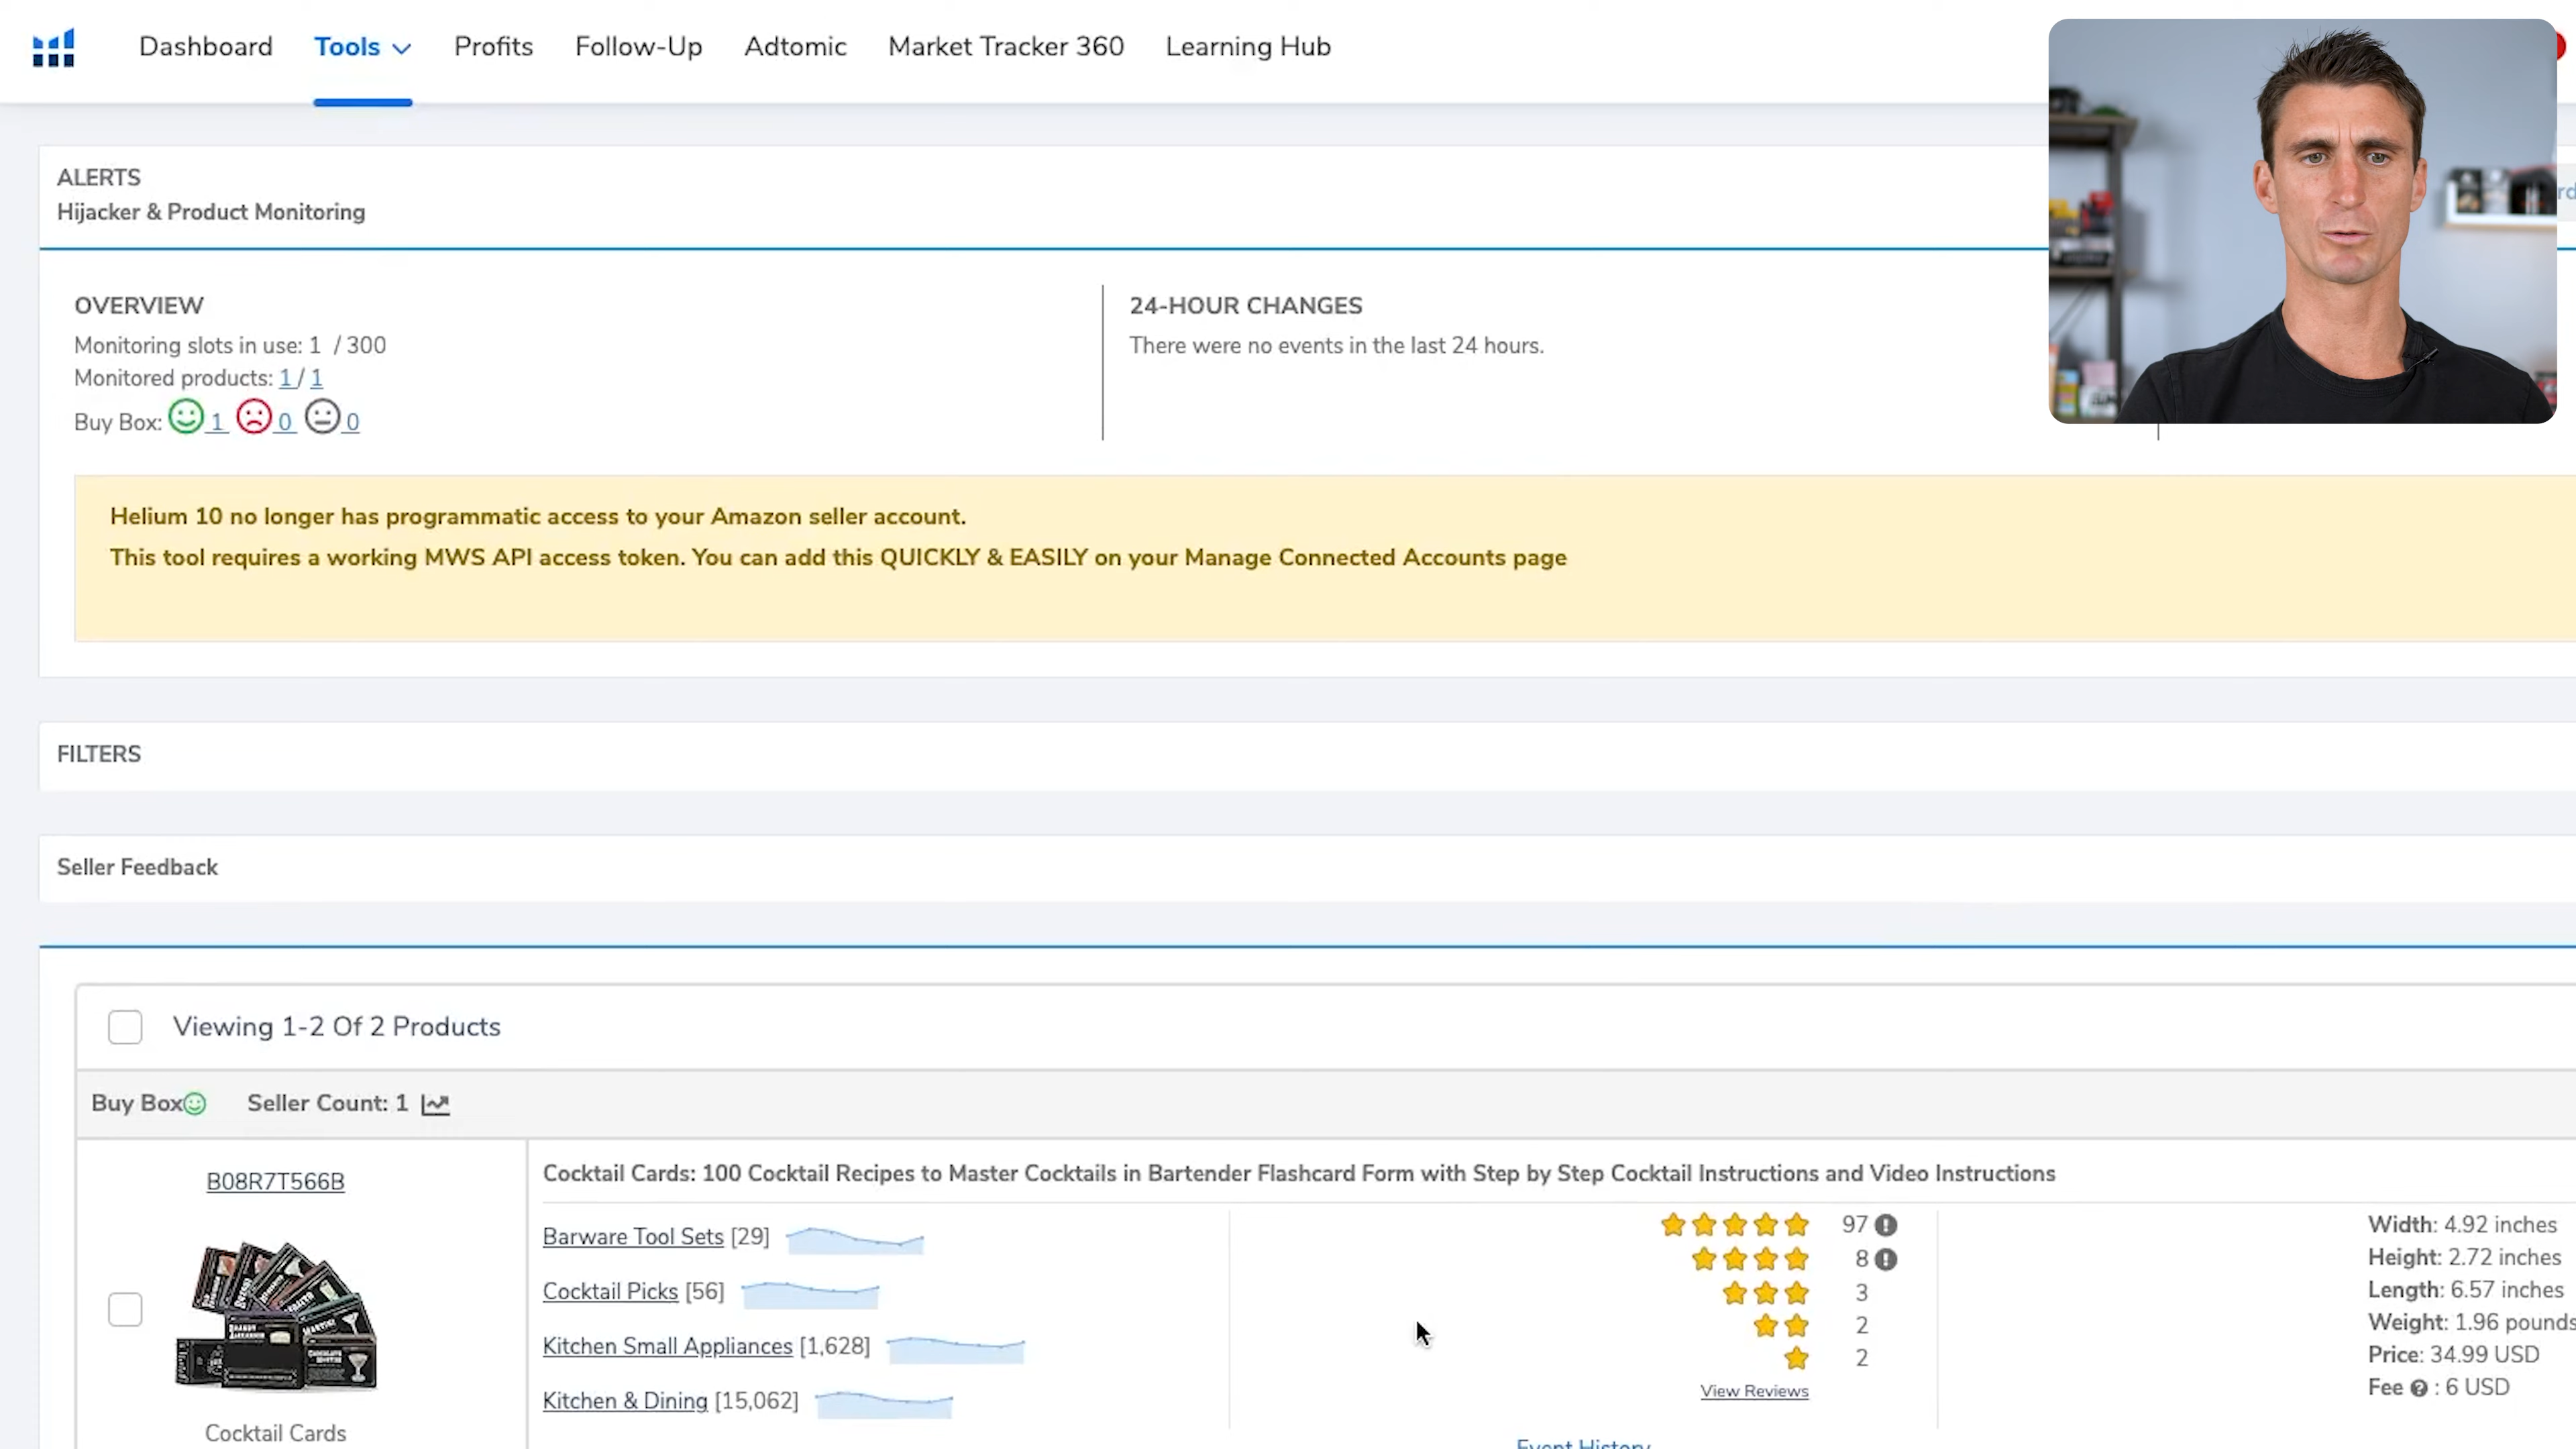 Dashboard Tools Profits Follow-Up Adtomic Market Tracker 360 Learning Hub
ALERTS
Hijacker & Product Monitoring
OVERVIEW
Monitoring slots in use: 1 / 300
Monitored products: 1 / 1
Buy Box: 1 0 0
24-HOUR CHANGES
There were no events in the last 24 hours.
Helium 10 no longer has programmatic access to your Amazon seller account.
This tool requires a working MWS API access token. You can add this QUICKLY & EASILY on your Manage Connected Accounts page
FILTERS
Seller Feedback
Viewing 1-2 Of 2 Products
Buy Box Seller Count: 1
B08R7T566B
Cocktail Cards
Cocktail Cards: 100 Cocktail Recipes to Master Cocktails in Bartender Flashcard Form with Step by Step Cocktail Instructions and Video Instructions
Barware Tool Sets [29]
Cocktail Picks [56]
Kitchen Small Appliances [1,628]
Kitchen & Dining [15,062]
97
8
3
2
2
View Reviews
Event History
Width: 4.92 inches
Height: 2.72 inches
Length: 6.57 inches
Weight: 1.96 pounds
Price: 34.99 USD
Fee : 6 USD